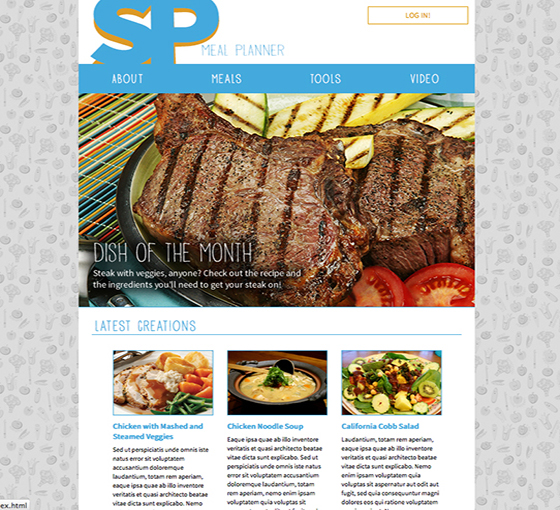 SP
MEAL PLANNER
LOG IN!
ABOUT MEALS TOOLS VIDEO
DISH OF THE MONTH
Steak with veggies, anyone? Check out the recipe and
the ingredients you'll need to get your steak on!
LATEST CREATIONS
Chicken with Mashed and
Steamed Veggies
Sed ut perspiciatis unde omnis iste
natus error sit voluptatem
accusantium doloremque
laudantium, totam rem aperiam,
eaque ipsa quae ab illo inventore
veritatis et quasi architecto beatae
vitae dicta sunt explicabo. Nemo
Chicken Noodle Soup
Eaque ipsa quae ab illo inventore
veritatis et quasi architecto beatae
vitae dicta sunt explicabo. Sed ut
perspiciatis unde omnis iste natus
error sit voluptatem accusantium
doloremque laudantium, totam
rem aperiam, Nemo enim ipsam
voluptatem quia voluptas sit
California Cobb Salad
Laudantium, totam rem aperiam,
eaque ipsa quae ab illo inventore
veritatis et quasi architecto beatae
vitae dicta sunt explicabo. Nemo
enim ipsam voluptatem quia
voluptas sit aspernatur aut odit aut
fugit, sed quia consequuntur magni
dolores eos qui ratione voluptatem
ex.html